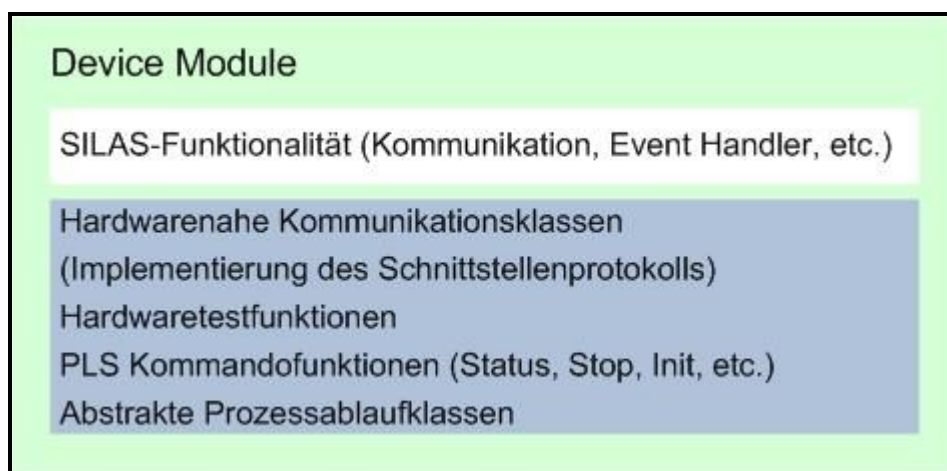 Device Module
SILAS-Funktionalität (Kommunikation, Event Handler, etc.)
Hardwarenahe Kommunikationsklassen
(Implementierung des Schnittstellenprotokolls)
Hardwaretestfunktionen
PLS Kommandofunktionen (Status, Stop, Init, etc.)
Abstrakte Prozessablaufklassen